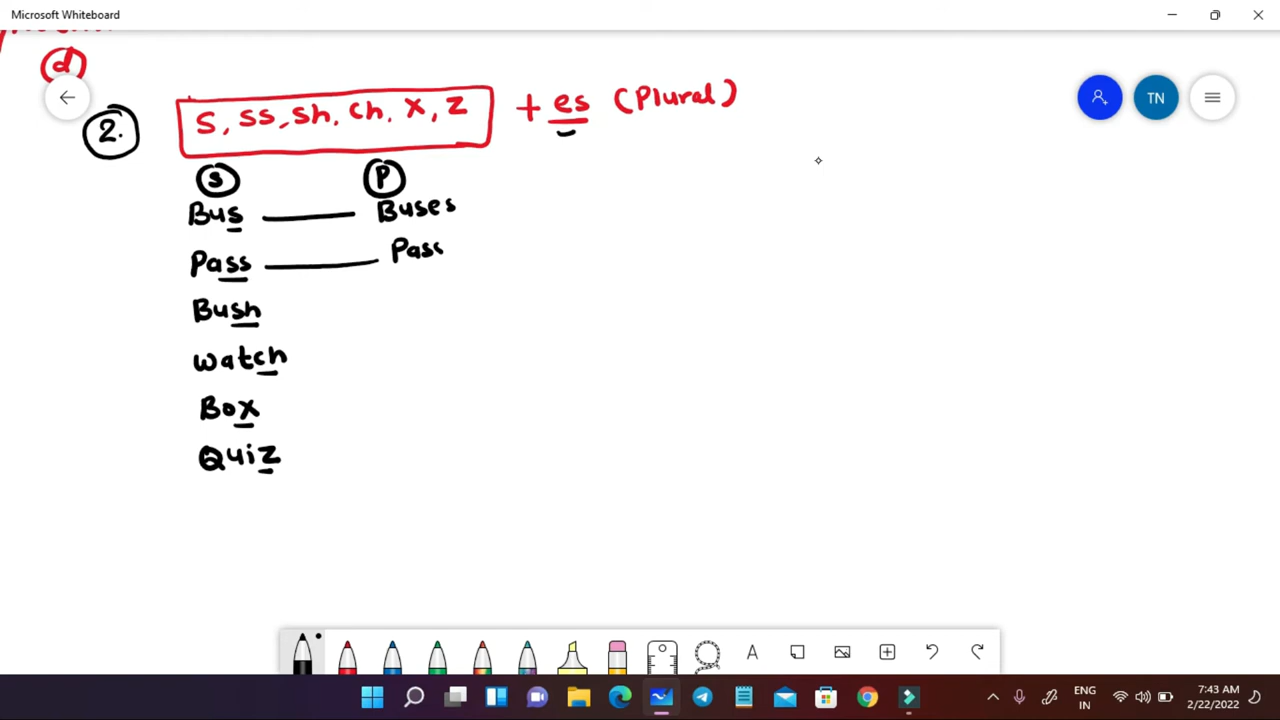 Microsoft Whiteboard
d
2. S, ss, sh, ch, x, z + es (Plural)
S P
Bus Buses
Pass Pass
Bush
watch
Box
Quiz
TN
A
ENG
IN
7:43 AM
2/22/2022